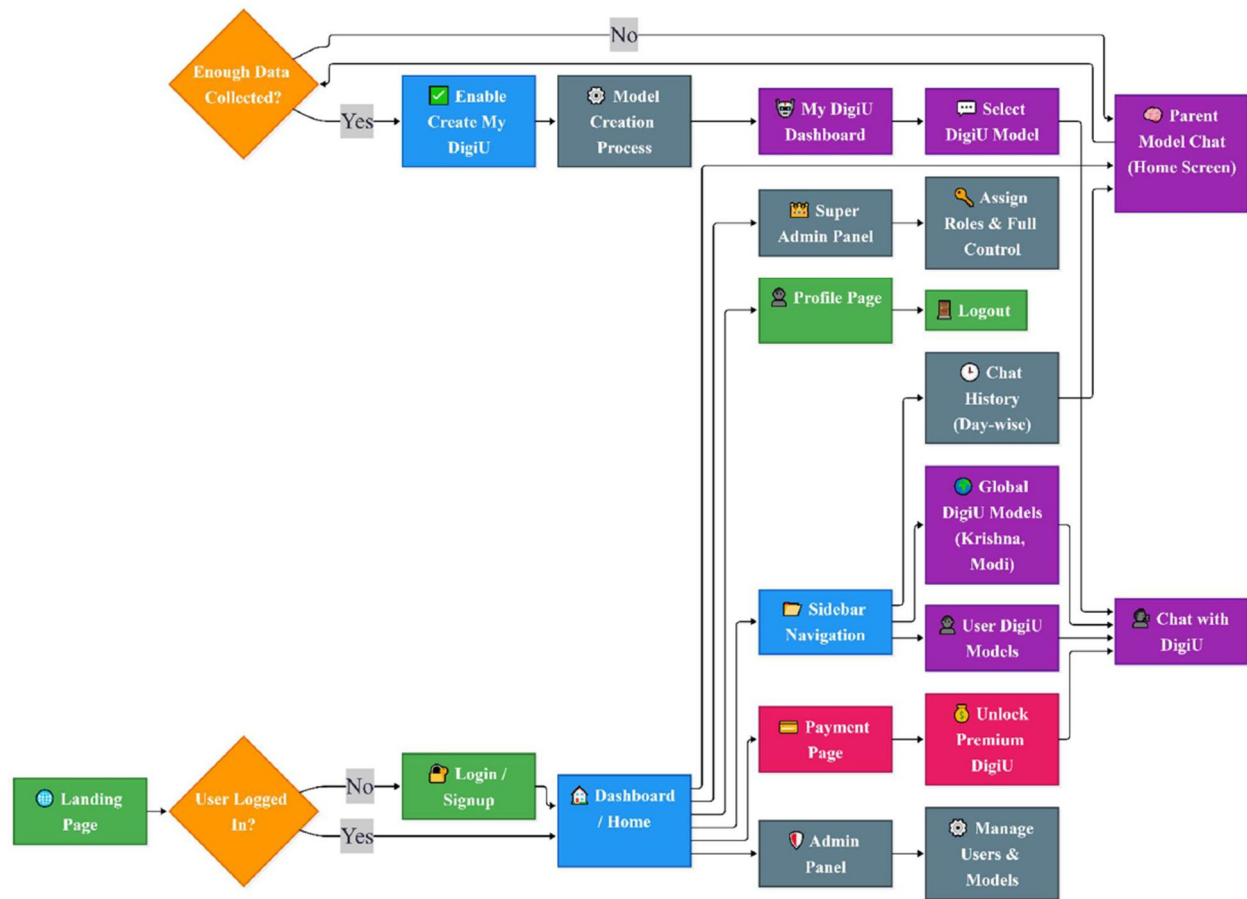 No
Enough Data
Collected?
Yes
Enable
Create My
DigiU
Model
Creation
Process
My DigiU
Dashboard
Select
DigiU Model
Parent
Model Chat
(Home Screen)
Super
Admin Panel
Assign
Roles & Full
Control
Profile Page
Logout
Chat
History
(Day-wise)
Global
DigiU Models
(Krishna,
Modi)
Sidebar
Navigation
User DigiU
Models
Chat with
DigiU
Payment
Page
Unlock
Premium
DigiU
Landing
Page
User Logged
In?
No
Yes
Login /
Signup
Dashboard
/ Home
Admin
Panel
Manage
Users &
Models